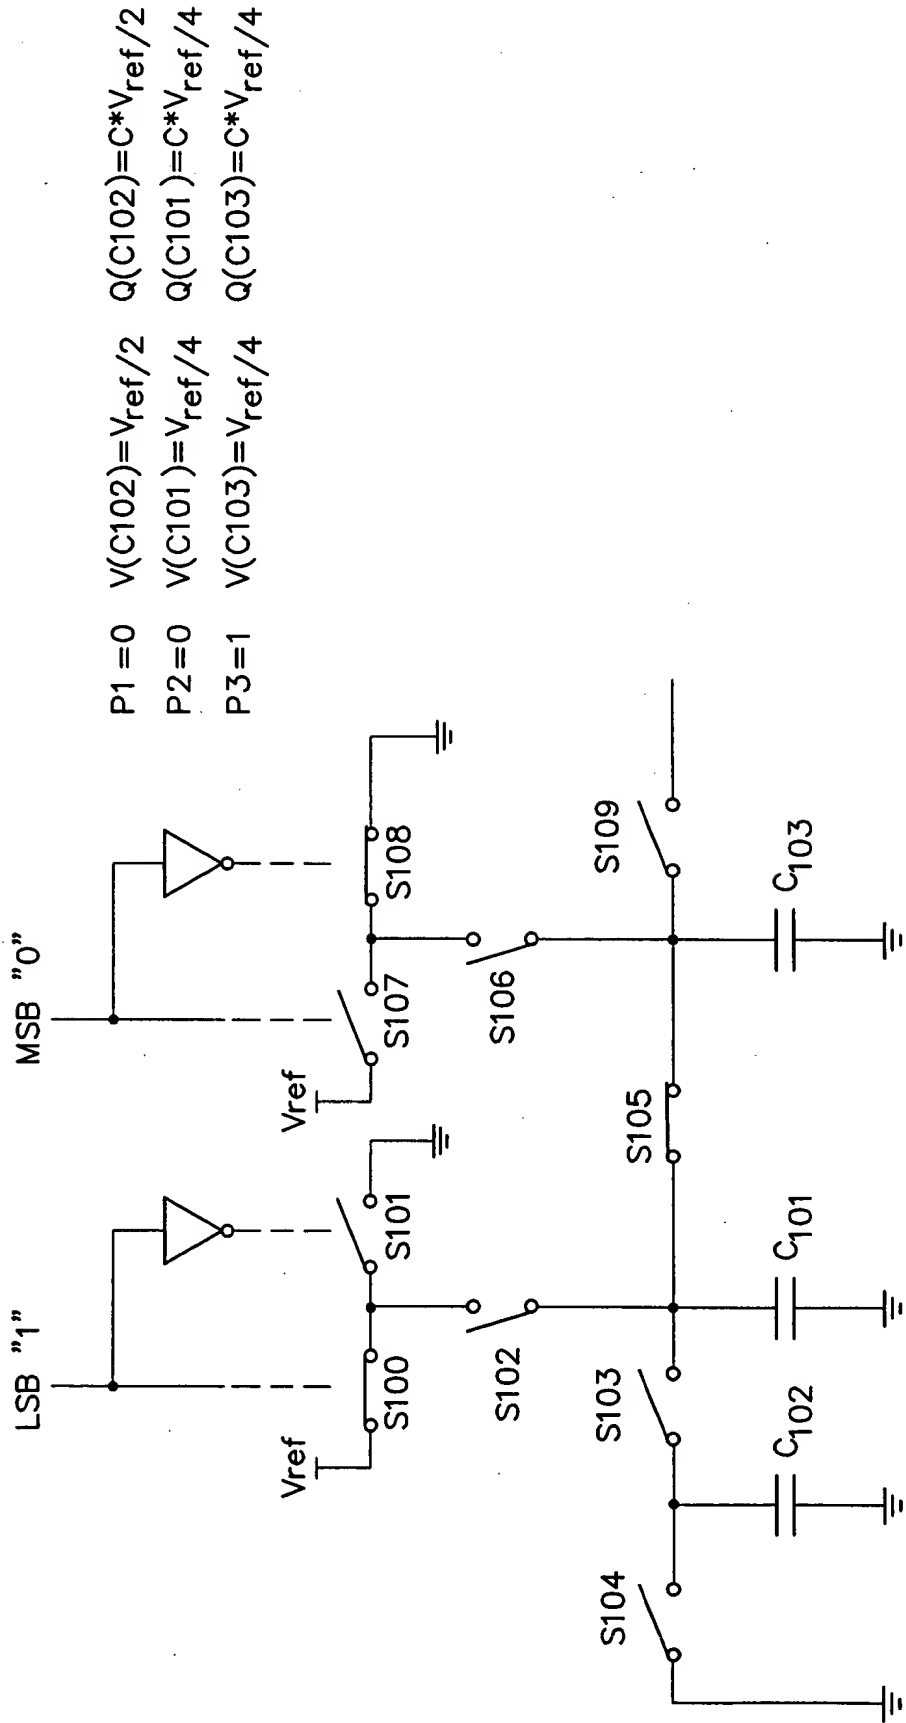 P1=0 V(C102)=Vref/2 Q(C102)=C*Vref/2
P2=0 V(C101)=Vref/4 Q(C101)=C*Vref/4
P3=1 V(C103)=Vref/4 Q(C103)=C*Vref/4
LSB "1"
MSB "0"
Vref
S100
S101
Vref
S107
S108
S102
S106
S104
S103
S105
S109
C102
C101
C103